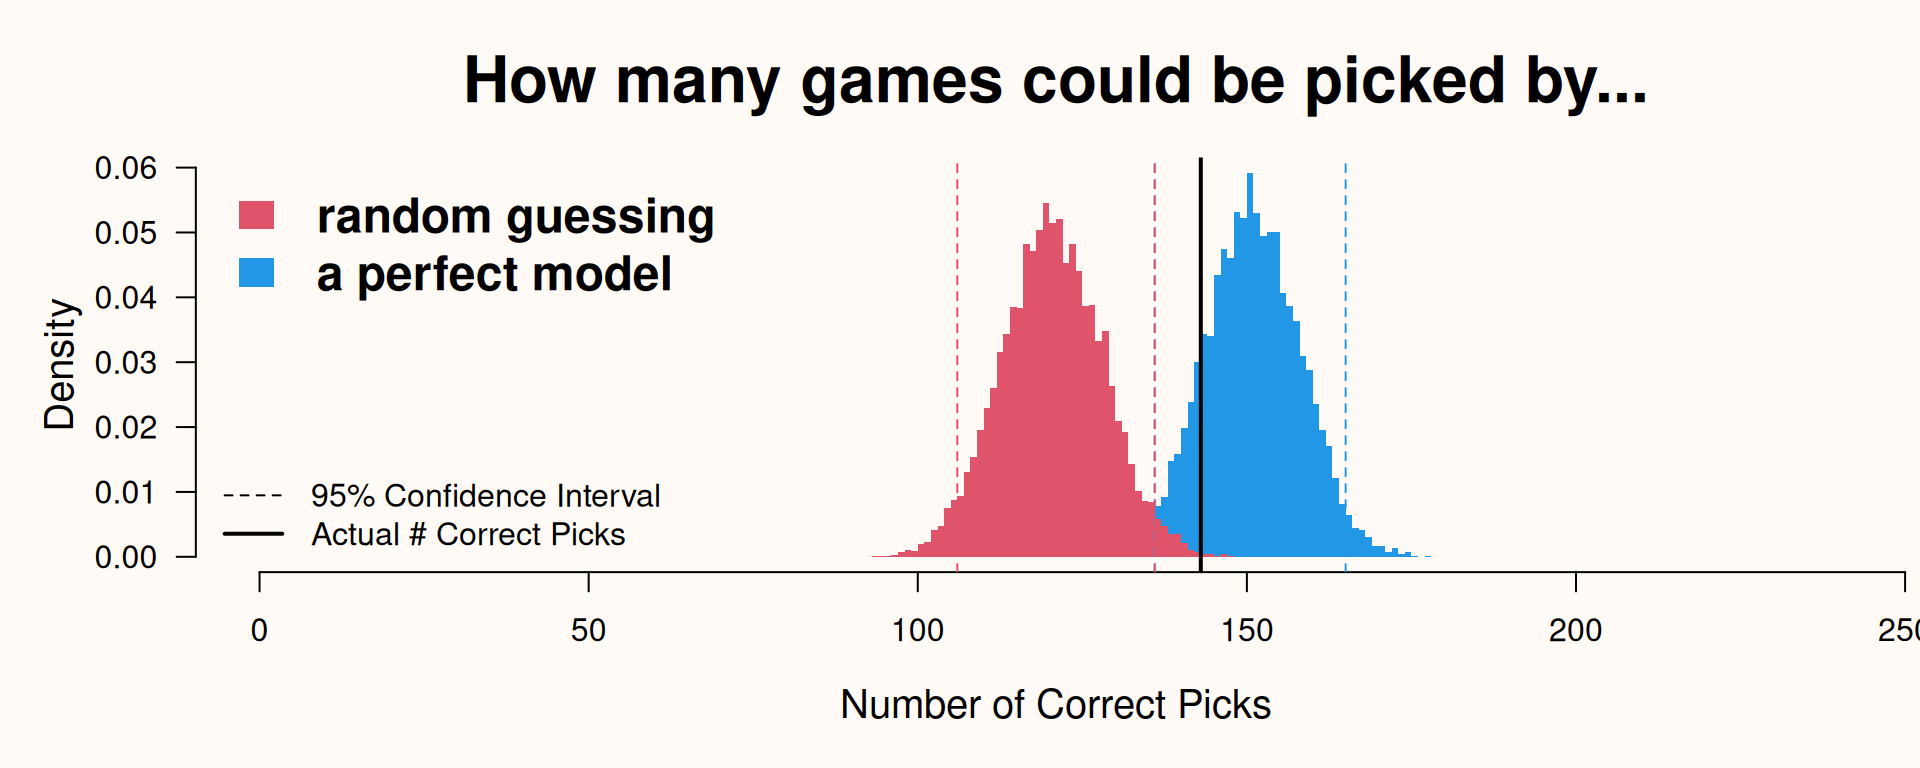 How many games could be picked by...
random guessing
a perfect model
Density
0.06
0.05
0.04
0.03
0.02
0.01
0.00
95% Confidence Interval
Actual # Correct Picks
0 50 100 150 200 250
Number of Correct Picks